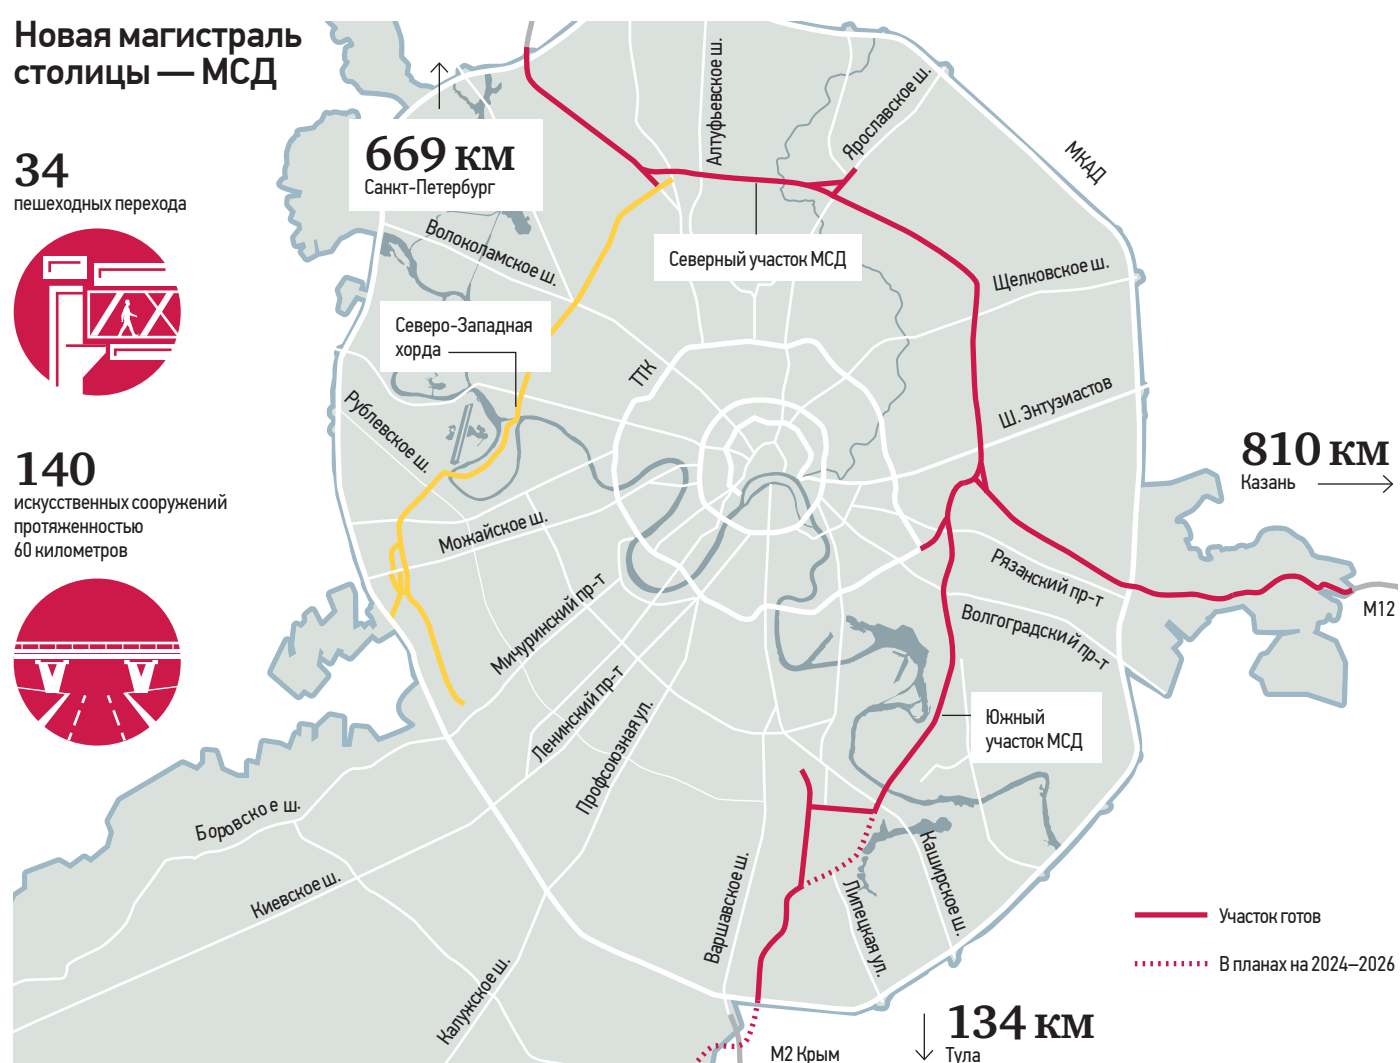 Новая магистраль
столицы — МСД
34
пешеходных перехода
140
искусственных сооружений
протяженностью
60 километров
669 км
Санкт-Петербург
Алтуфьевское ш.
Ярославское ш.
МКАД
Волоколамское ш.
Северный участок МСД
Щелковское ш.
Северо-Западная
хорда
ТТК
Рублевское ш.
Ш. Энтузиастов
810 км
Казань
Можайское ш.
Рязанский пр-т
М12
Мичуринский пр-т
Волгоградский пр-т
Ленинский пр-т
Профсоюзная ул.
Южный
участок МСД
Боровское ш.
Киевское ш.
Калужское ш.
Варшавское ш.
Липецкая ул.
Каширское ш.
Участок готов
В планах на 2024–2026
134 км
Тула
М2 Крым